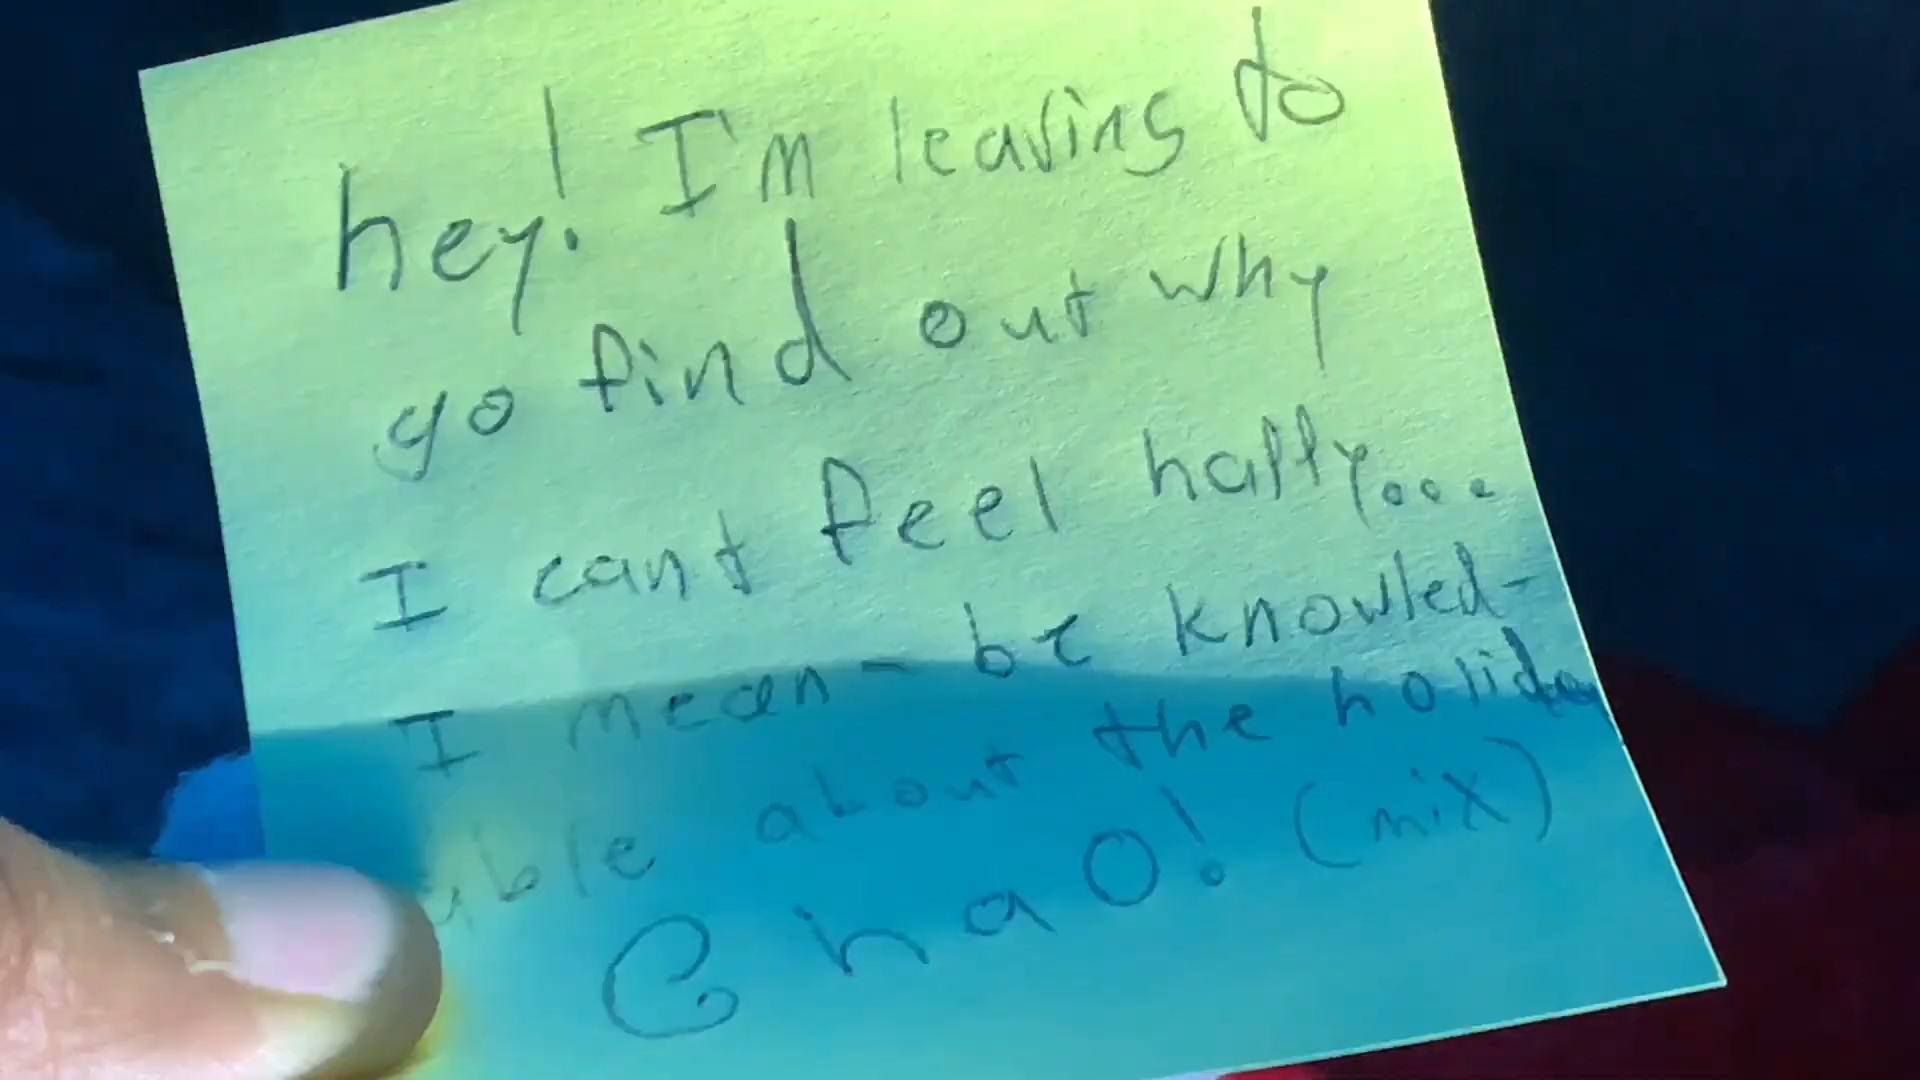 hey! I'm leaving to
go find out why
I cant feel happy...
I mean- be knowled-
able about the holiday
Chao! (mix)